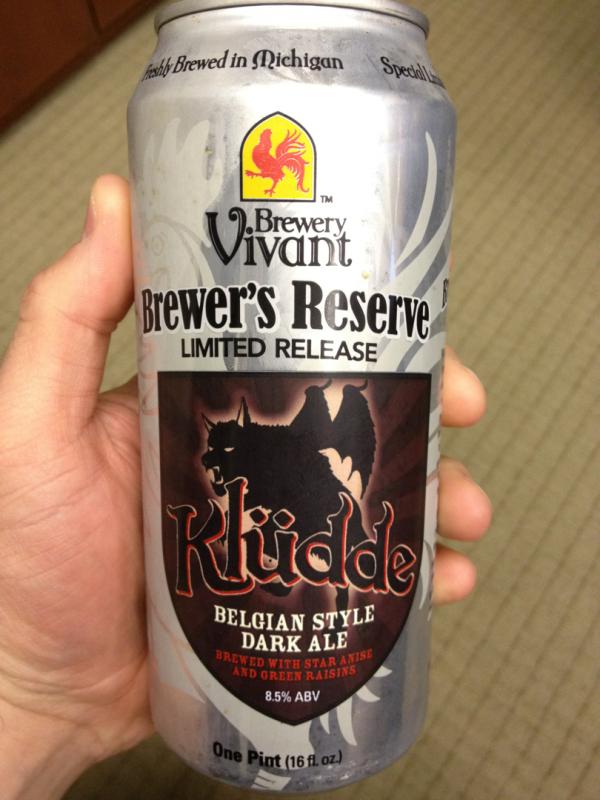 Freshly Brewed in Michigan
Special
TM
Brewery
Vivant
Brewer's Reserve
LIMITED RELEASE
Klüdde
BELGIAN STYLE
DARK ALE
BREWED WITH STAR ANISE
AND GREEN RAISINS
8.5% ABV
One Pint (16 fl. oz.)